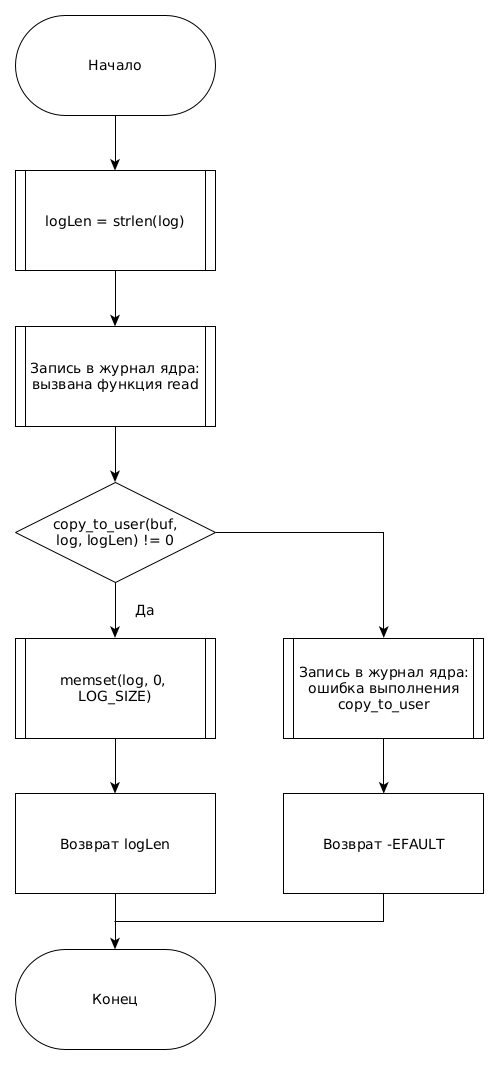 Начало
logLen = strlen(log)
Запись в журнал ядра:
вызвана функция read
copy_to_user(buf,
log, logLen) != 0
Да
memset(log, 0,
LOG_SIZE)
Запись в журнал ядра:
ошибка выполнения
copy_to_user
Возврат logLen
Возврат -EFAULT
Конец